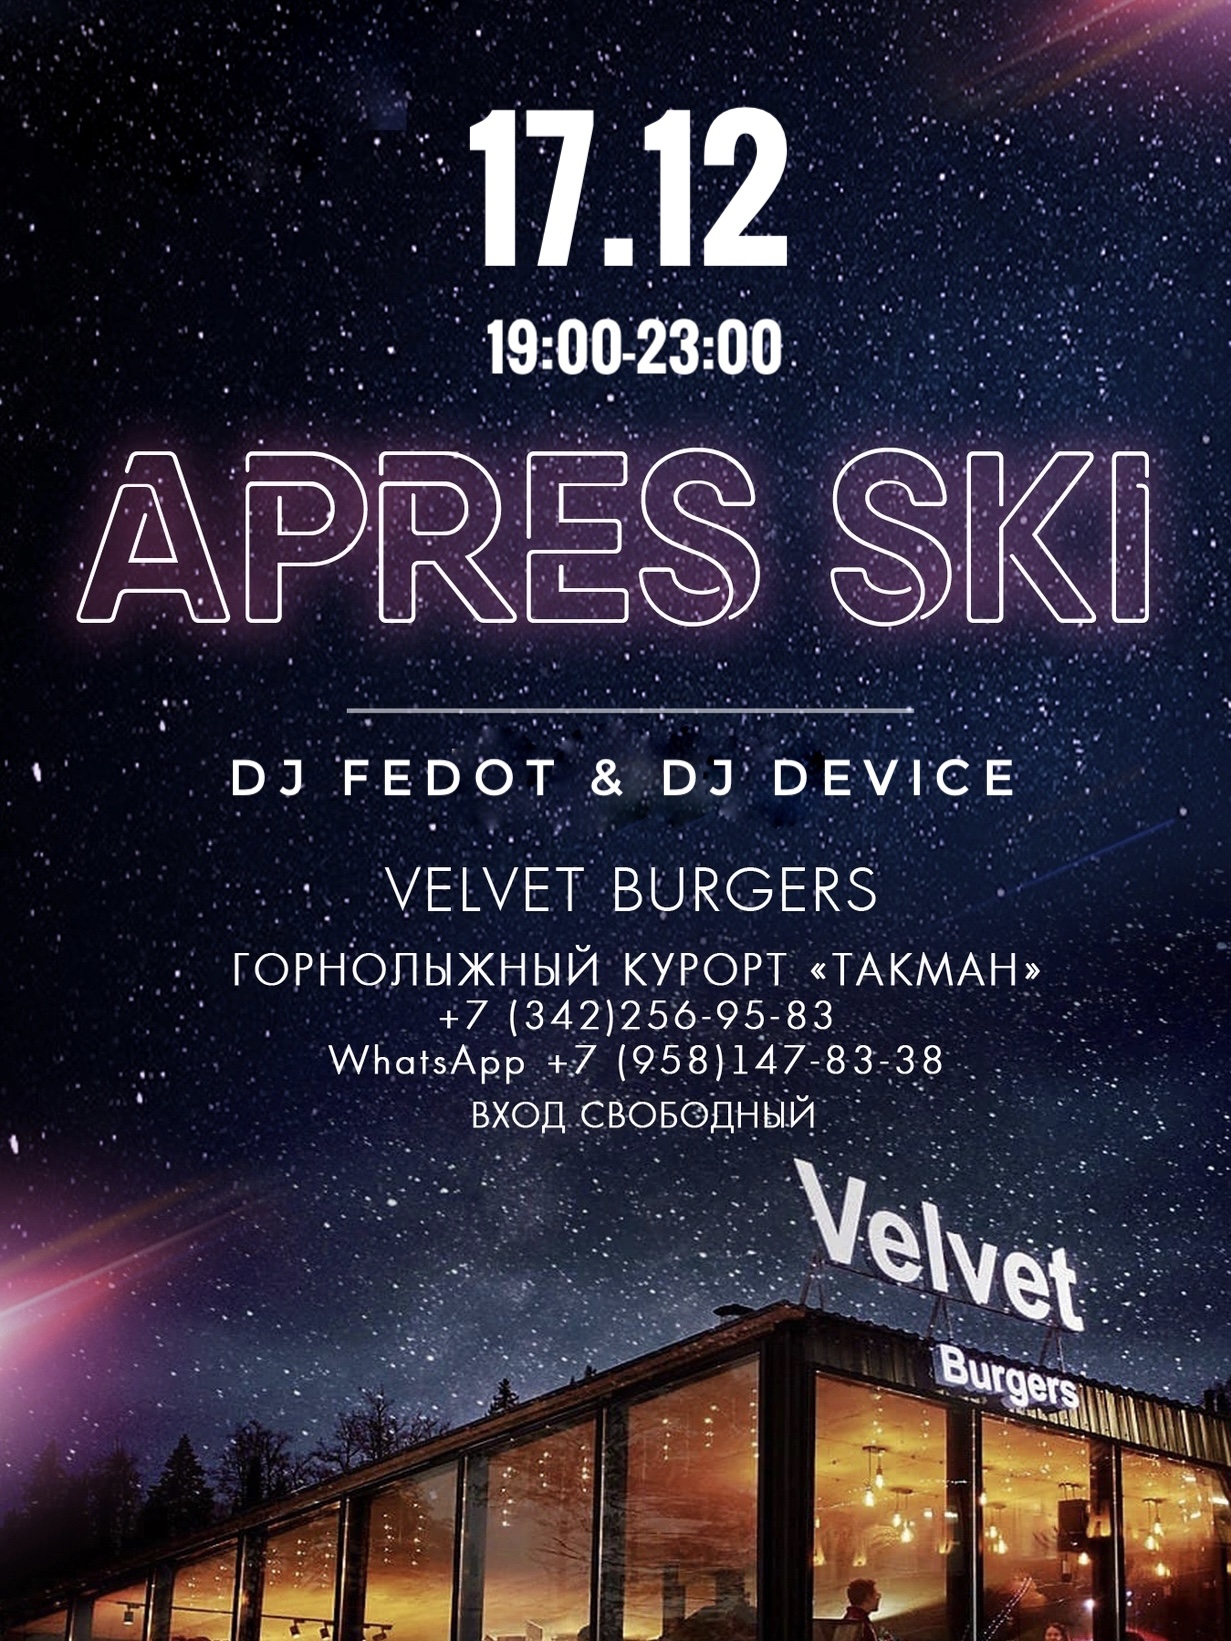 17.12
19:00-23:00
APRES SKI
DJ FEDOT & DJ DEVICE
VELVET BURGERS
ГОРНОЛЫЖНЫЙ КУРОРТ «ТАКМАН»
+7 (342)256-95-83
WhatsApp +7 (958)147-83-38
ВХОД СВОБОДНЫЙ
Velvet
Burgers